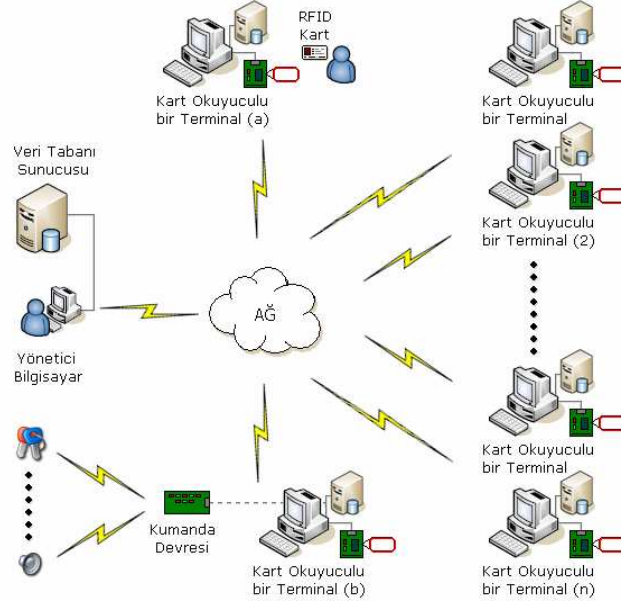 RFID
Kart
Kart Okuyuculu
bir Terminal (a)
Kart Okuyuculu
bir Terminal
Veri Tabanı
Sunucusu
Kart Okuyuculu
bir Terminal (2)
AĞ
Yönetici
Bilgisayar
Kart Okuyuculu
bir Terminal
Kumanda
Devresi
Kart Okuyuculu
bir Terminal (b)
Kart Okuyuculu
bir Terminal (n)